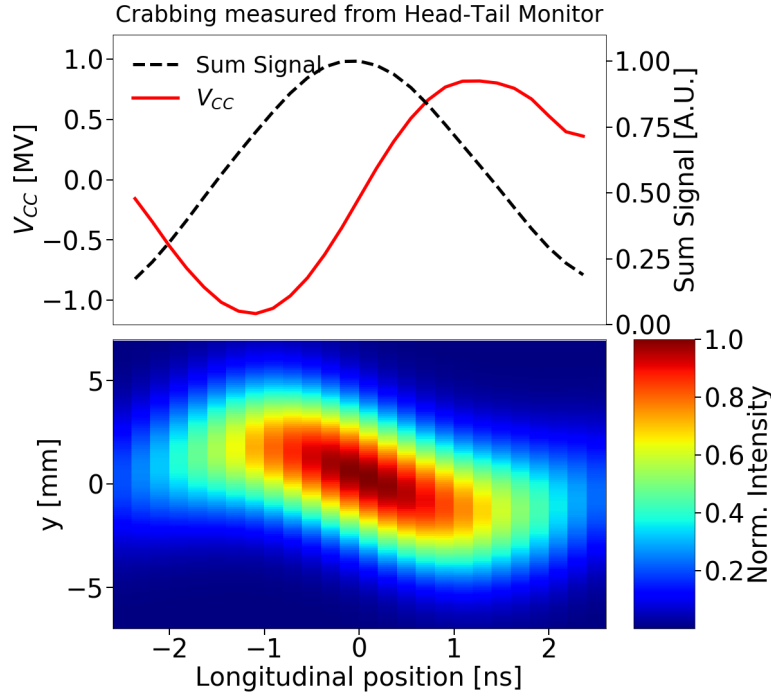 Crabbing measured from Head-Tail Monitor
1.0
0.5
0.0
−0.5
−1.0
V_CC [MV]
Sum Signal
V_CC
1.00
0.75
0.50
0.25
0.00
Sum Signal [A.U.]
5
0
−5
y [mm]
−2 −1 0 1 2
Longitudinal position [ns]
1.0
0.8
0.6
0.4
0.2
Norm. Intensity